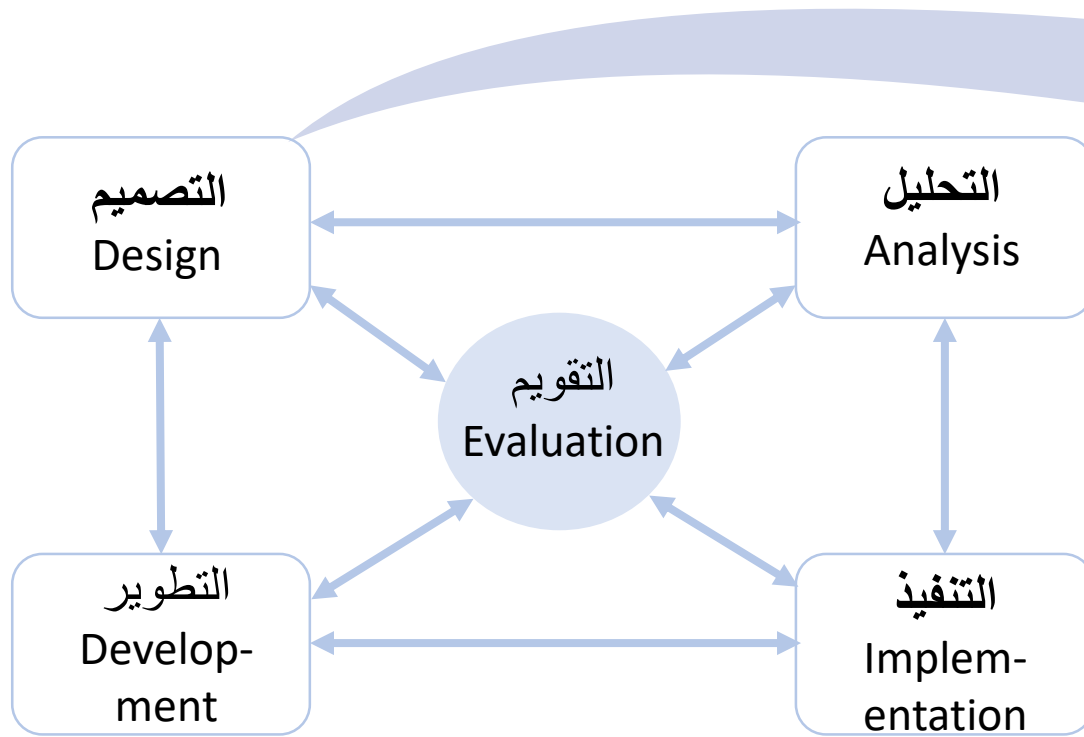 التصميم
Design
التحليل
Analysis
التقويم
Evaluation
التطوير
Develop-
ment
التنفيذ
Implem-
entation